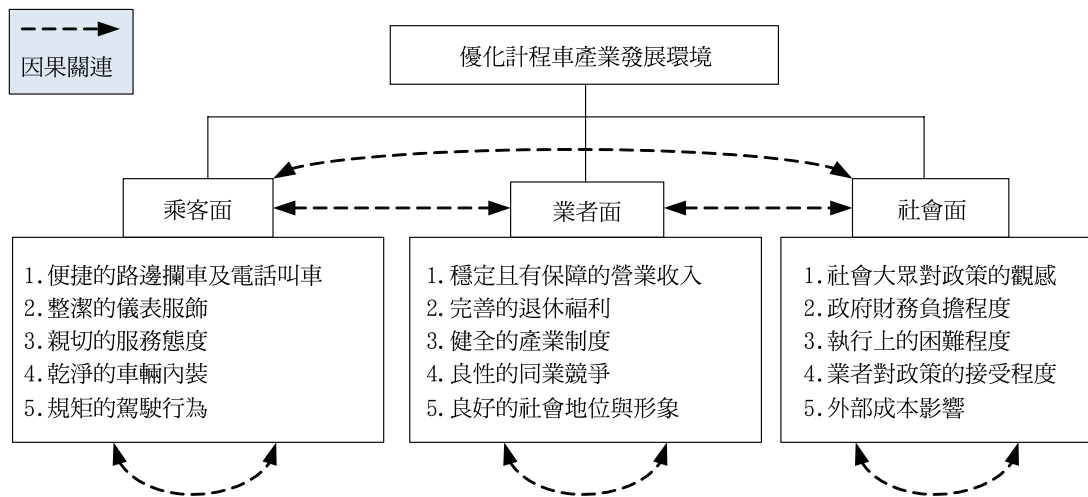 因果關連
優化計程車產業發展環境
乘客面
業者面
社會面
1.便捷的路邊攔車及電話叫車
2.整潔的儀表服飾
3.親切的服務態度
4.乾淨的車輛內裝
5.規矩的駕駛行為
1.穩定且有保障的營業收入
2.完善的退休福利
3.健全的產業制度
4.良性的同業競爭
5.良好的社會地位與形象
1.社會大眾對政策的觀感
2.政府財務負擔程度
3.執行上的困難程度
4.業者對政策的接受程度
5.外部成本影響